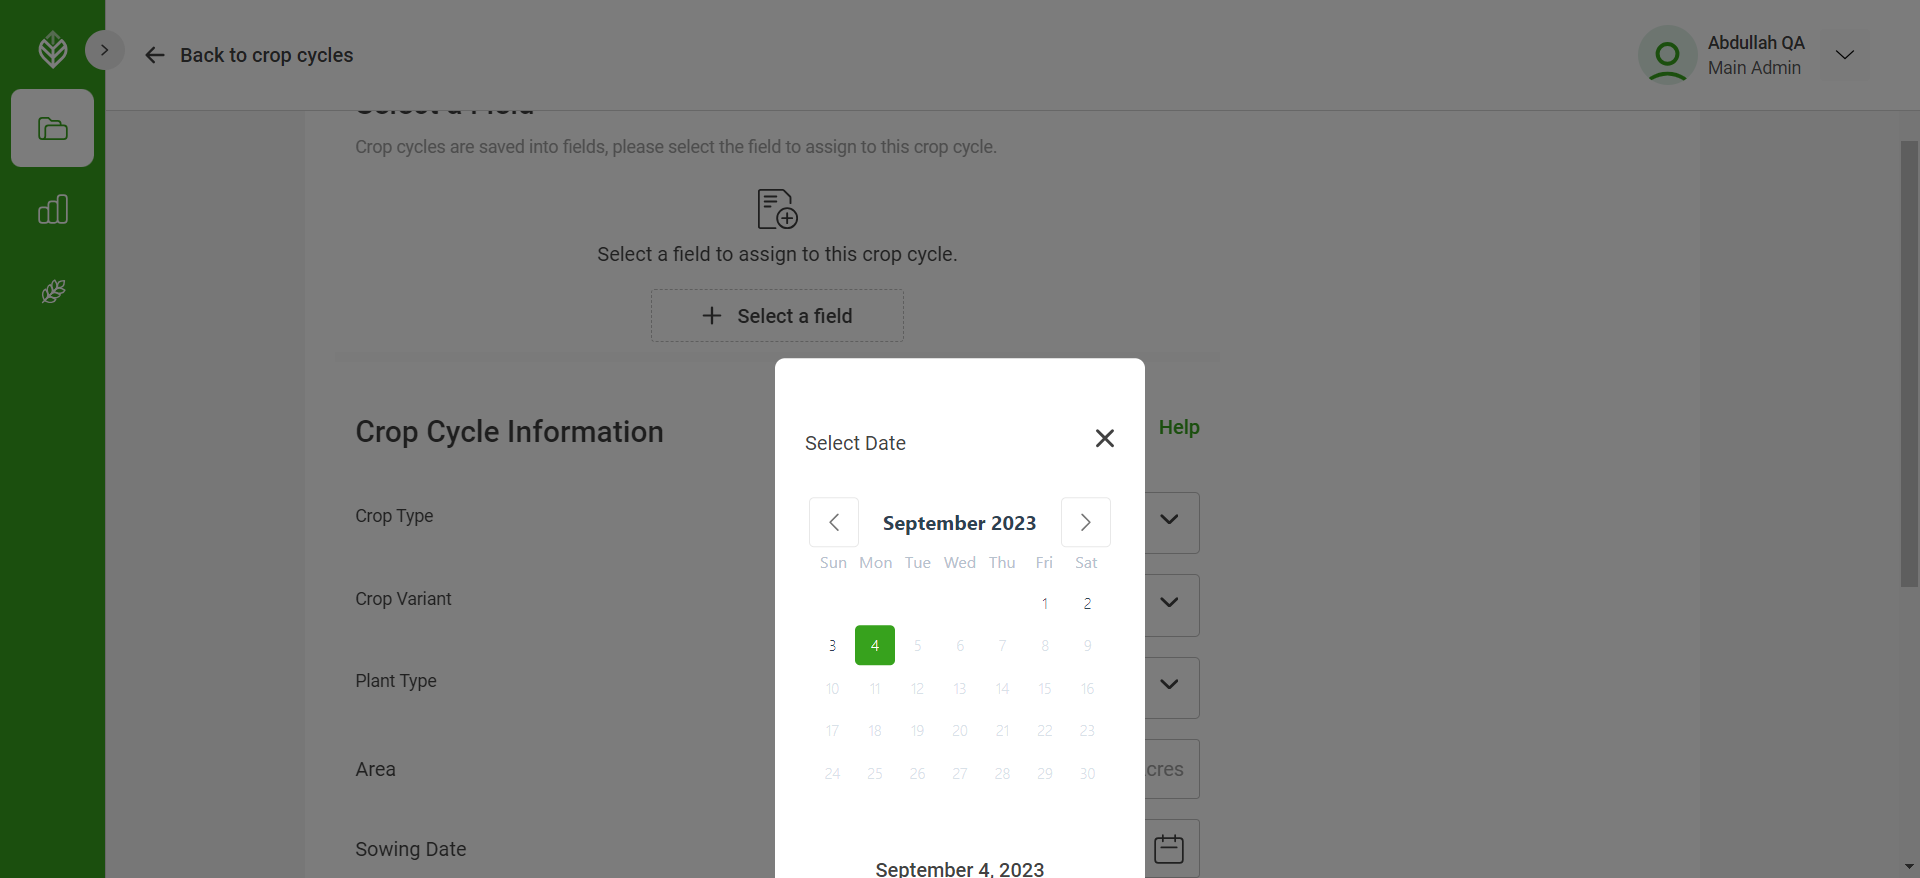 Back to crop cycles
Abdullah QA
Main Admin
Select a Field
Crop cycles are saved into fields, please select the field to assign to this crop cycle.
Select a field to assign to this crop cycle.
Select a field
Crop Cycle Information
Help
Select Date
September 2023
Sun Mon Tue Wed Thu Fri Sat
1 2
3 4 5 6 7 8 9
10 11 12 13 14 15 16
17 18 19 20 21 22 23
24 25 26 27 28 29 30
September 4, 2023
Crop Type
Crop Variant
Plant Type
Area
cres
Sowing Date